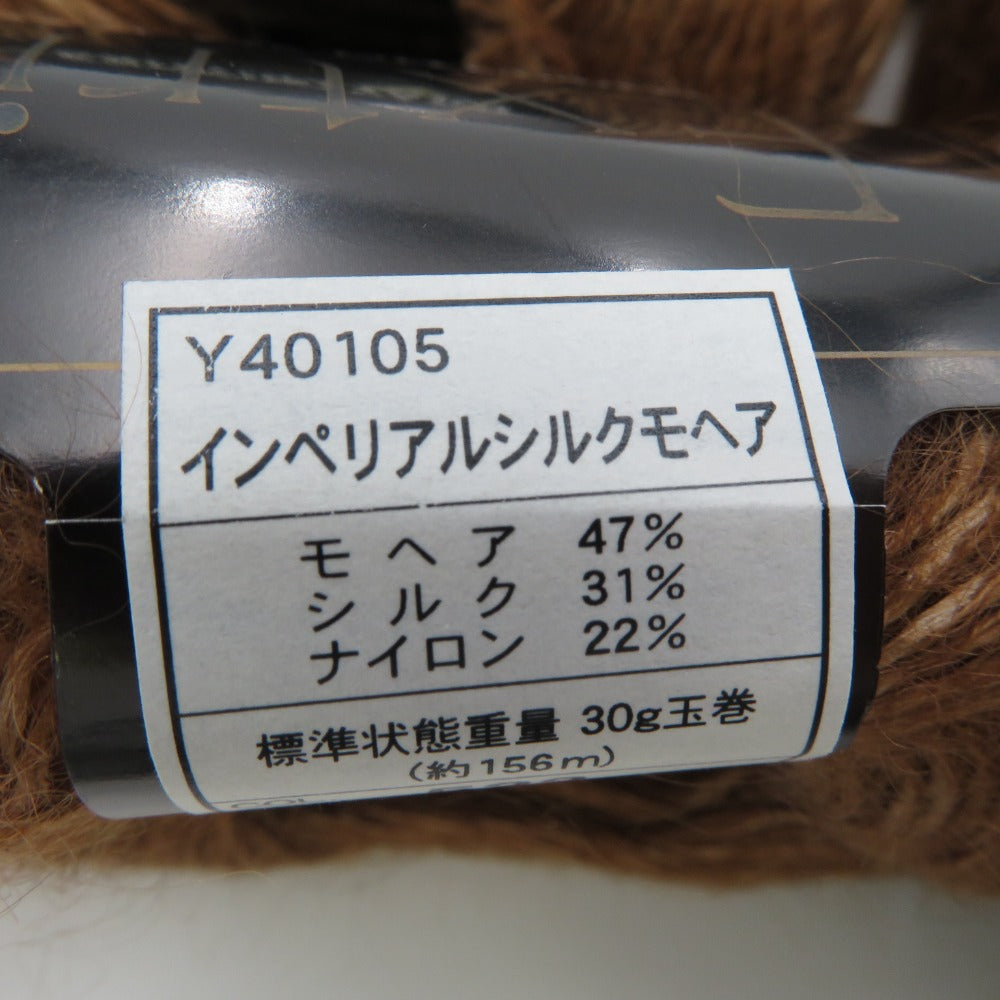 Y40105
インペリアルシルクモヘア
モヘア 47%
シルク 31%
ナイロン 22%
標準状態重量 30g玉巻
(約156m)